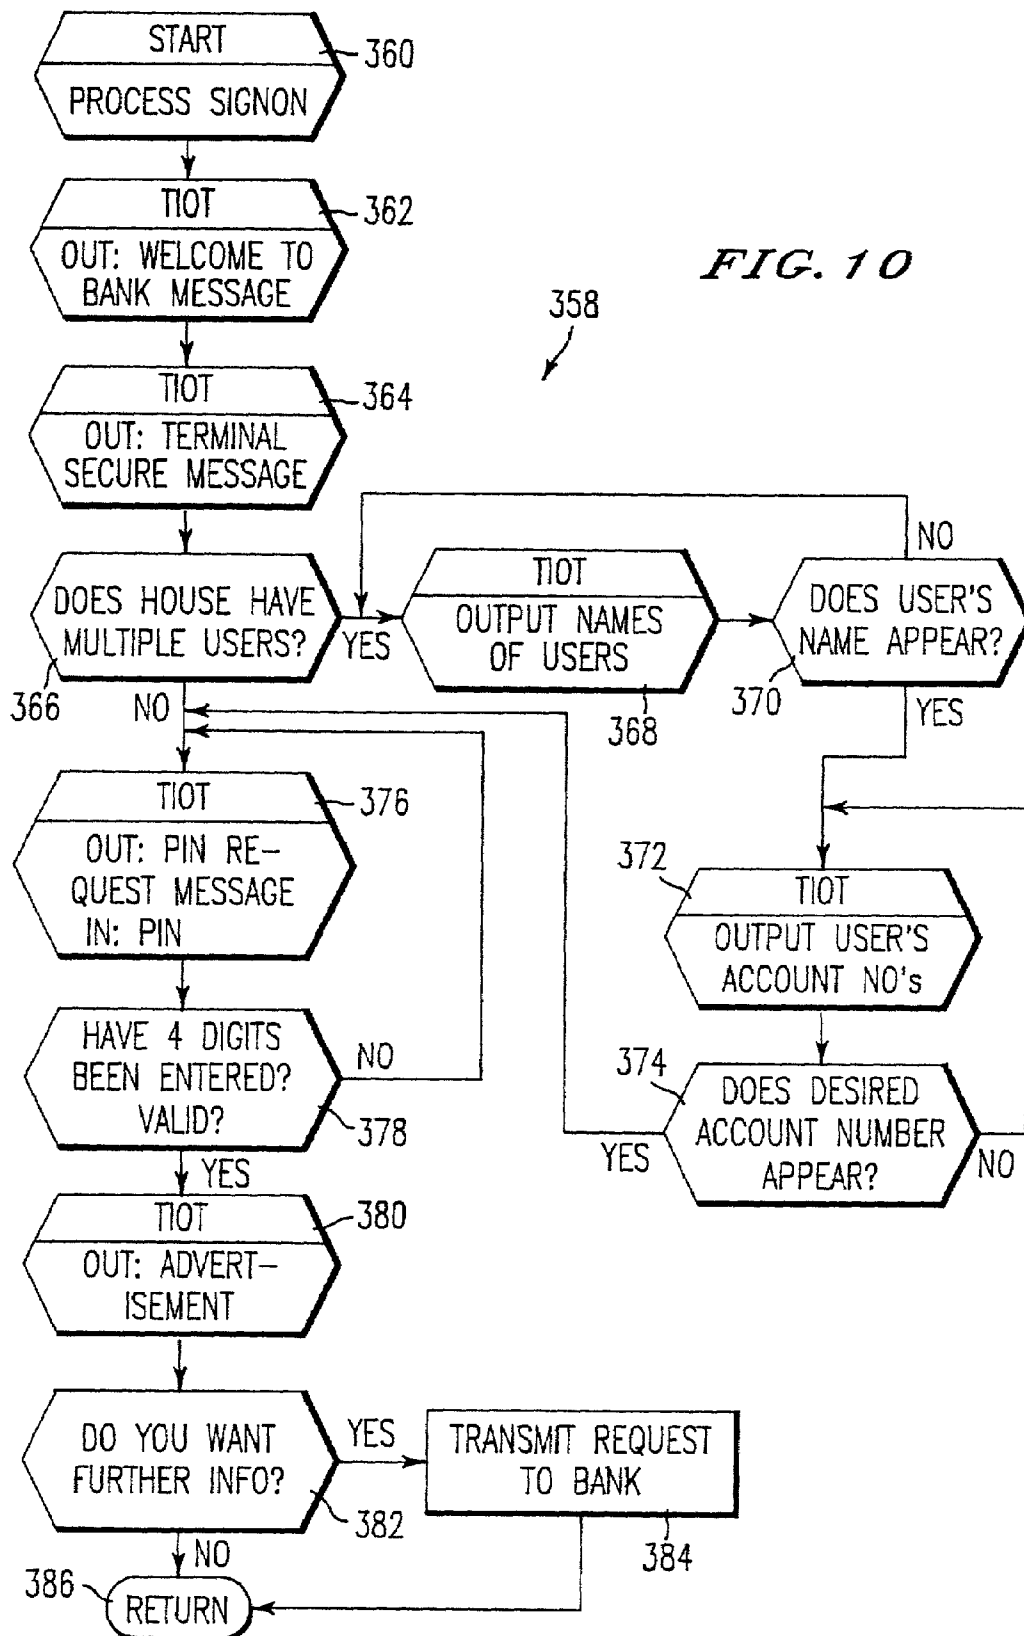 START
360
PROCESS SIGNON
TIOT
362
OUT: WELCOME TO
BANK MESSAGE
FIG. 10
358
TIOT
364
OUT: TERMINAL
SECURE MESSAGE
DOES HOUSE HAVE
MULTIPLE USERS?
366
YES
NO
TIOT
OUTPUT NAMES
OF USERS
368
NO
DOES USER'S
NAME APPEAR?
370
YES
TIOT
376
OUT: PIN RE-
QUEST MESSAGE
IN: PIN
372
TIOT
OUTPUT USER'S
ACCOUNT NO's
HAVE 4 DIGITS
BEEN ENTERED?
VALID?
NO
378
YES
374
DOES DESIRED
ACCOUNT NUMBER
APPEAR?
YES
NO
TIOT
380
OUT: ADVERT-
ISEMENT
DO YOU WANT
FURTHER INFO?
YES
382
NO
TRANSMIT REQUEST
TO BANK
384
386
RETURN